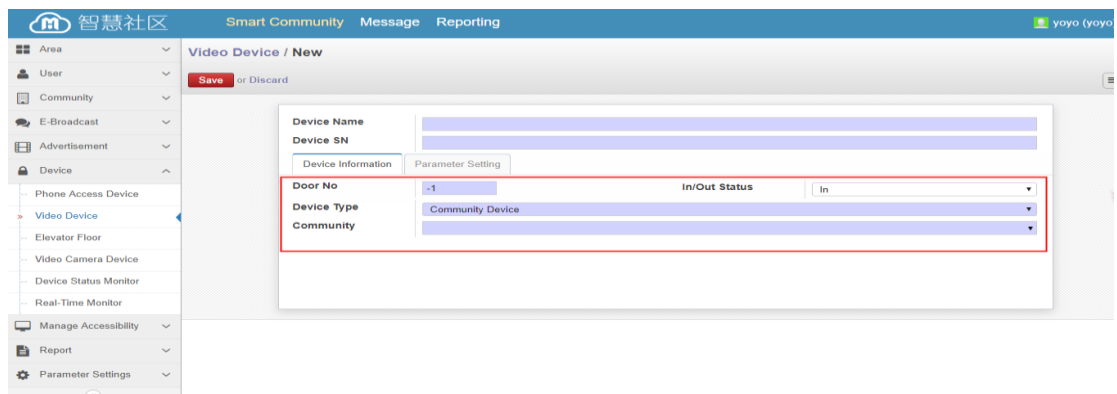 智慧社区 Smart Community Message Reporting yoyo (yoyo)
Area
User
Community
E-Broadcast
Advertisement
Device
Phone Access Device
Video Device
Elevator Floor
Video Camera Device
Device Status Monitor
Real-Time Monitor
Manage Accessibility
Report
Parameter Settings
Video Device / New
Save or Discard
Device Name
Device SN
Device Information Parameter Setting
Door No -1 In/Out Status In
Device Type Community Device
Community